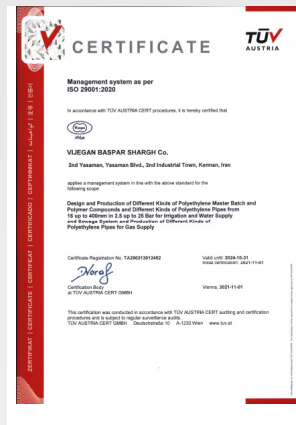 CERTIFICATE
TÜV
AUSTRIA
Management system as per
ISO 29001:2020
In accordance with TÜV AUSTRIA CERT procedures, it is hereby certified that
VIJEGAN BASPAR SHARGH Co.
2nd Yasaman, Yasaman Blvd., 2nd Industrial Town, Kerman, Iran
applies a management system in line with the above standard for the
following scope
Design and Production of Different Kinds of Polyethylene Master Batch and
Polymer Compounds and Different Kinds of Polyethylene Pipes from
16 up to 400mm in 2.5 up to 25 Bar for Irrigation and Water Supply
and Sewage System and Production of Different Kinds of
Polyethylene Pipes for Gas Supply
Certificate Registration No. TA290213012452
Valid until: 2024-10-31
Initial certification: 2021-11-01
Certification Body
at TÜV AUSTRIA CERT GMBH
Vienna, 2021-11-01
This certification was conducted in accordance with TÜV AUSTRIA CERT auditing and certification
procedures and is subject to regular surveillance audits.
TÜV AUSTRIA CERT GMBH Deutschstraße 10 A-1230 Wien www.tuv.at
ZERTIFIKAT | CERTIFICATE | CERTIFICAT | CERTIFICADO | СЕРТИФИКАТ